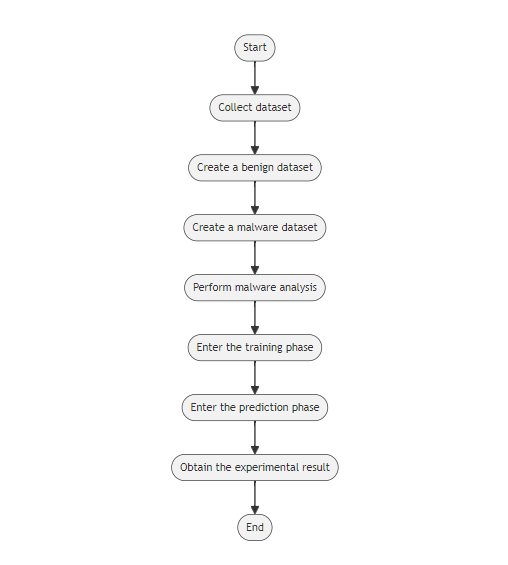 Start
Collect dataset
Create a benign dataset
Create a malware dataset
Perform malware analysis
Enter the training phase
Enter the prediction phase
Obtain the experimental result
End